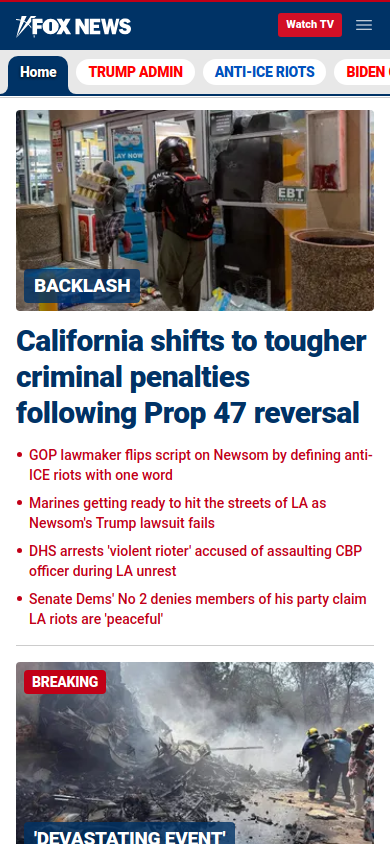 FOX NEWS
Watch TV
Home
TRUMP ADMIN
ANTI-ICE RIOTS
BIDEN
PLAY NOW
EBT
BACKLASH
California shifts to tougher
criminal penalties
following Prop 47 reversal
• GOP lawmaker flips script on Newsom by defining anti-
ICE riots with one word
• Marines getting ready to hit the streets of LA as
Newsom's Trump lawsuit fails
• DHS arrests 'violent rioter' accused of assaulting CBP
officer during LA unrest
• Senate Dems' No 2 denies members of his party claim
LA riots are 'peaceful'
BREAKING
'DEVASTATING EVENT'